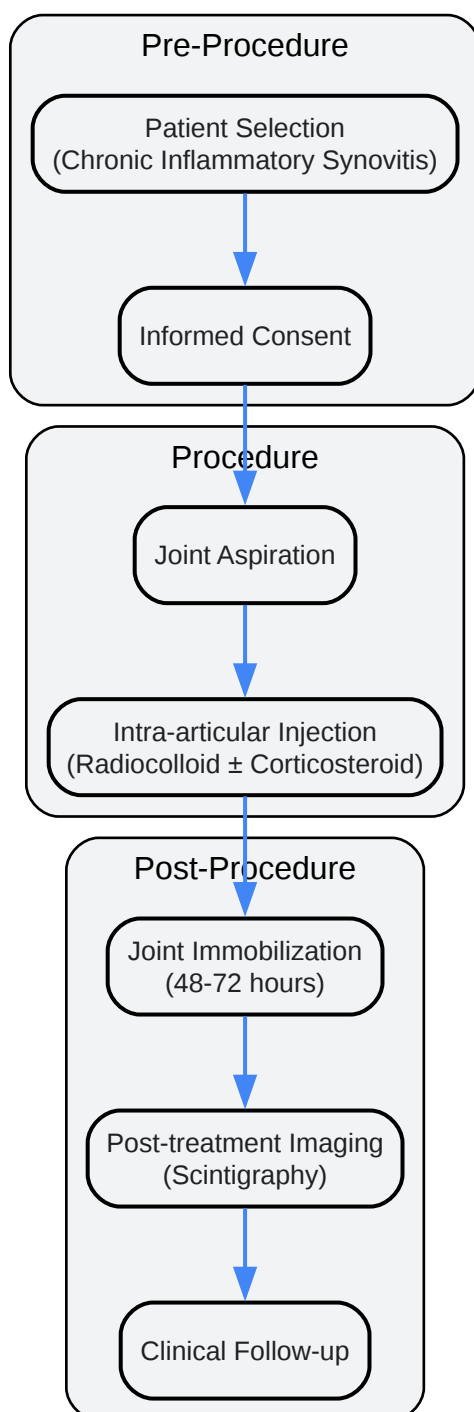 Pre-Procedure
Patient Selection
(Chronic Inflammatory Synovitis)
Informed Consent
Procedure
Joint Aspiration
Intra-articular Injection
(Radiocolloid ± Corticosteroid)
Post-Procedure
Joint Immobilization
(48-72 hours)
Post-treatment Imaging
(Scintigraphy)
Clinical Follow-up